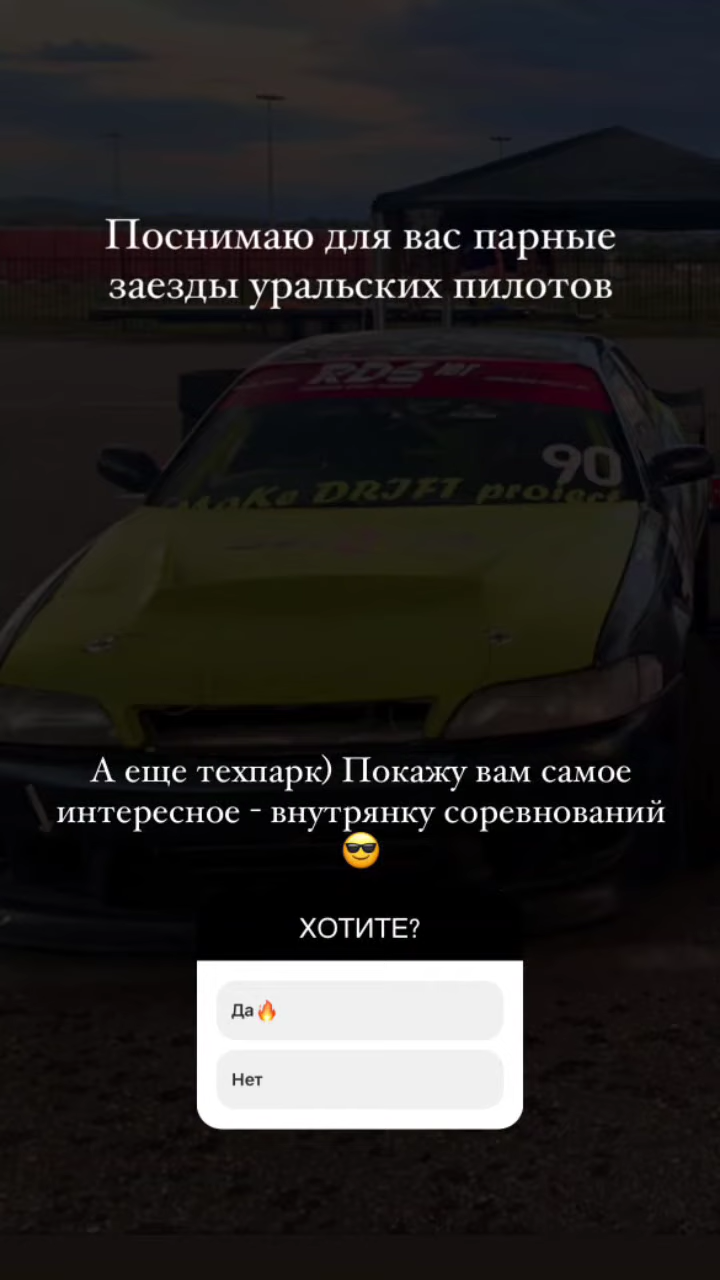 Поснимаю для вас парные
заезды уральских пилотов
RDS
90
MaKe DRIFT project
А еще техпарк) Покажу вам самое
интересное - внутрянку соревнований
😎
ХОТИТЕ?
Да🔥
Нет